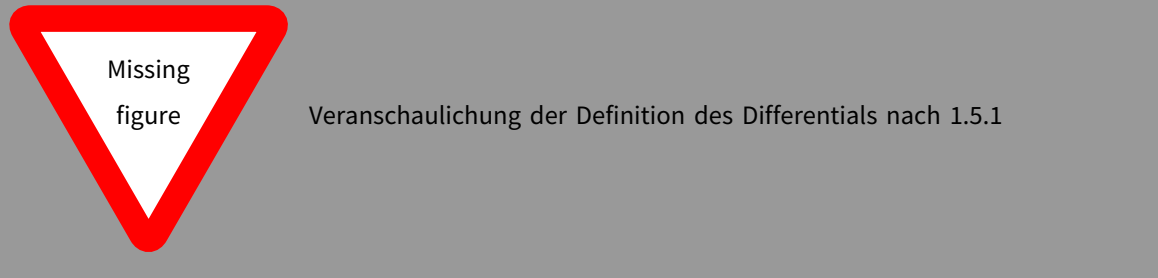 Missing
figure
Veranschaulichung der Definition des Differentials nach 1.5.1